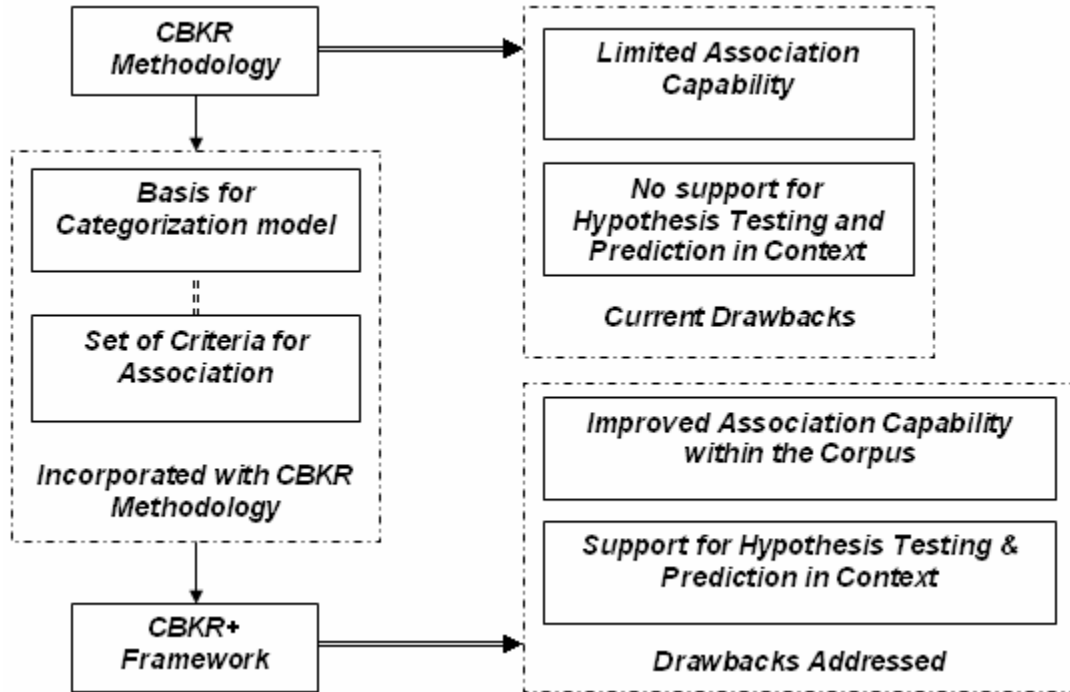 CBKR
Methodology
Limited Association
Capability
No support for
Hypothesis Testing and
Prediction in Context
Current Drawbacks
Basis for
Categorization model
Set of Criteria for
Association
Incorporated with CBKR
Methodology
Improved Association Capability
within the Corpus
Support for Hypothesis Testing &
Prediction in Context
Drawbacks Addressed
CBKR+
Framework